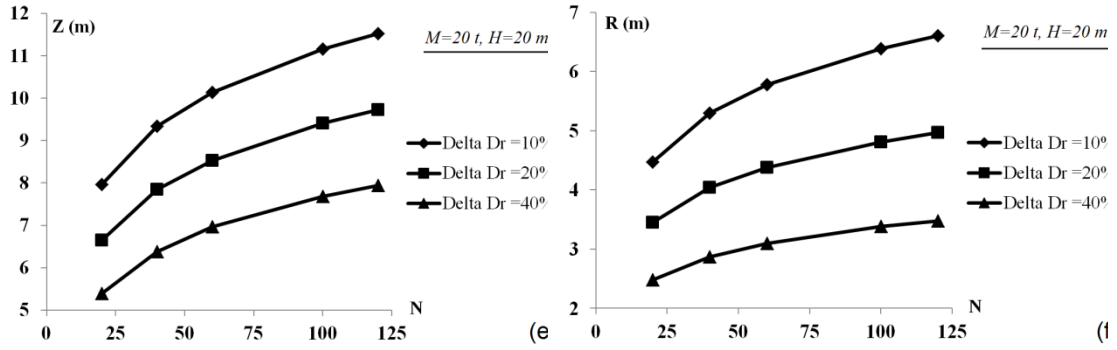 Z (m)
M=20 t, H=20 m
12
11
10
9
8
7
6
5
Delta Dr =10%
Delta Dr =20%
Delta Dr =40%
N
0
25
50
75
100
125
(e
R (m)
M=20 t, H=20 m
7
6
5
4
3
2
Delta Dr =10%
Delta Dr =20%
Delta Dr =40%
N
0
25
50
75
100
125
(f